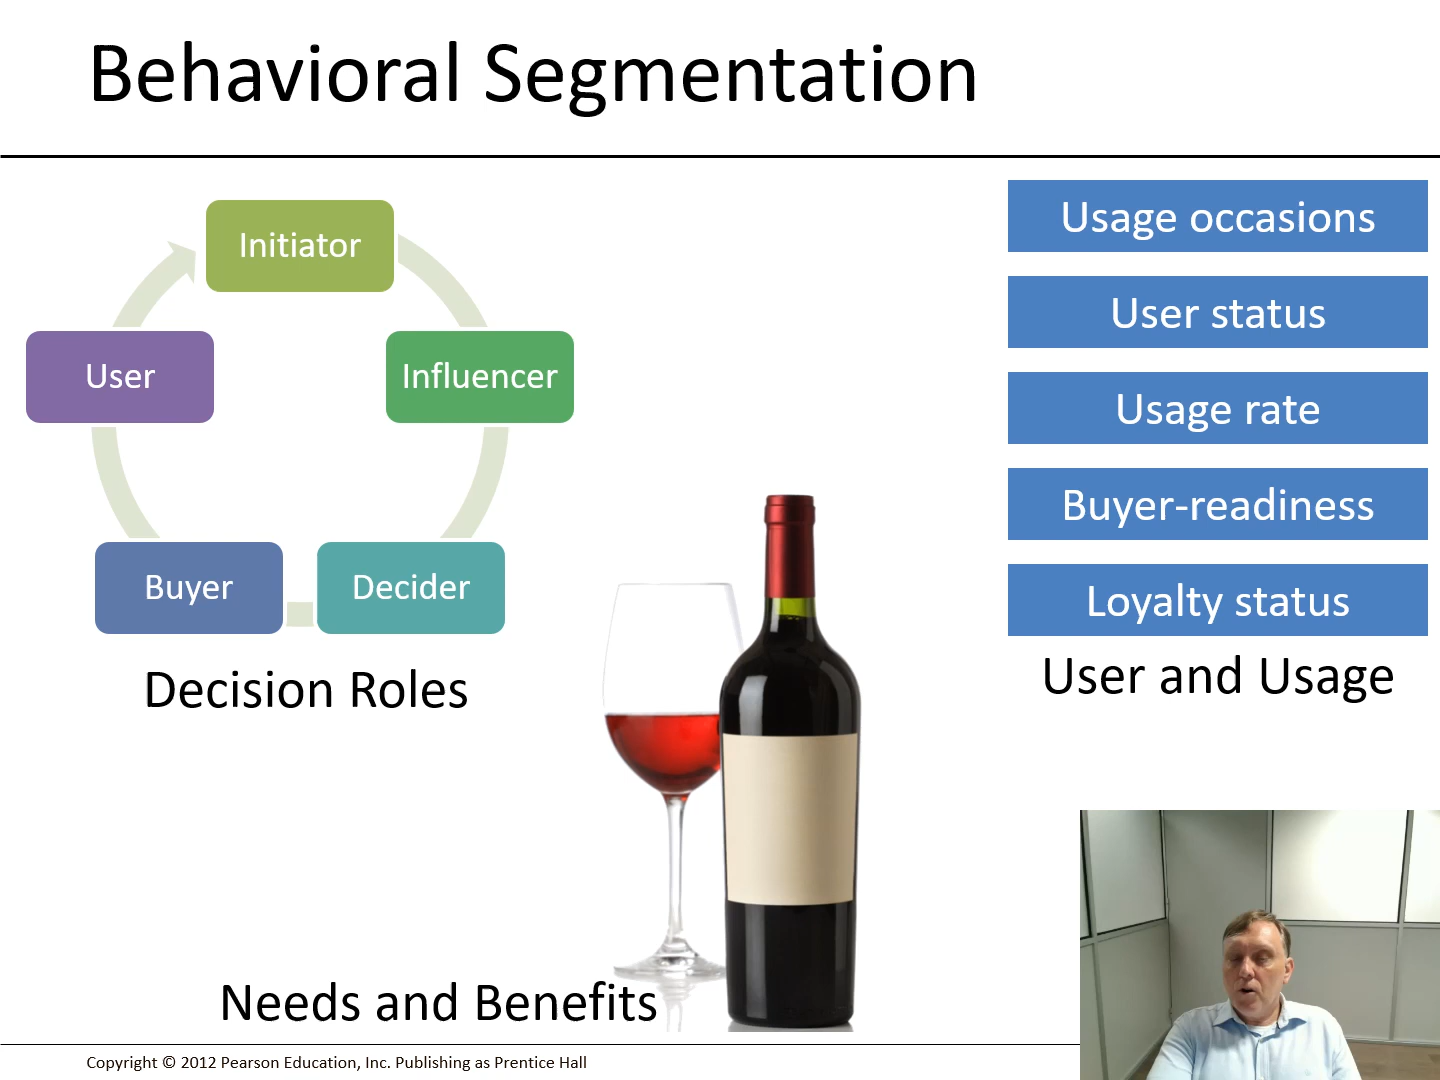 Behavioral Segmentation
Initiator
Influencer
Decider
Buyer
User
Decision Roles
Needs and Benefits
Usage occasions
User status
Usage rate
Buyer-readiness
Loyalty status
User and Usage
Copyright © 2012 Pearson Education, Inc. Publishing as Prentice Hall